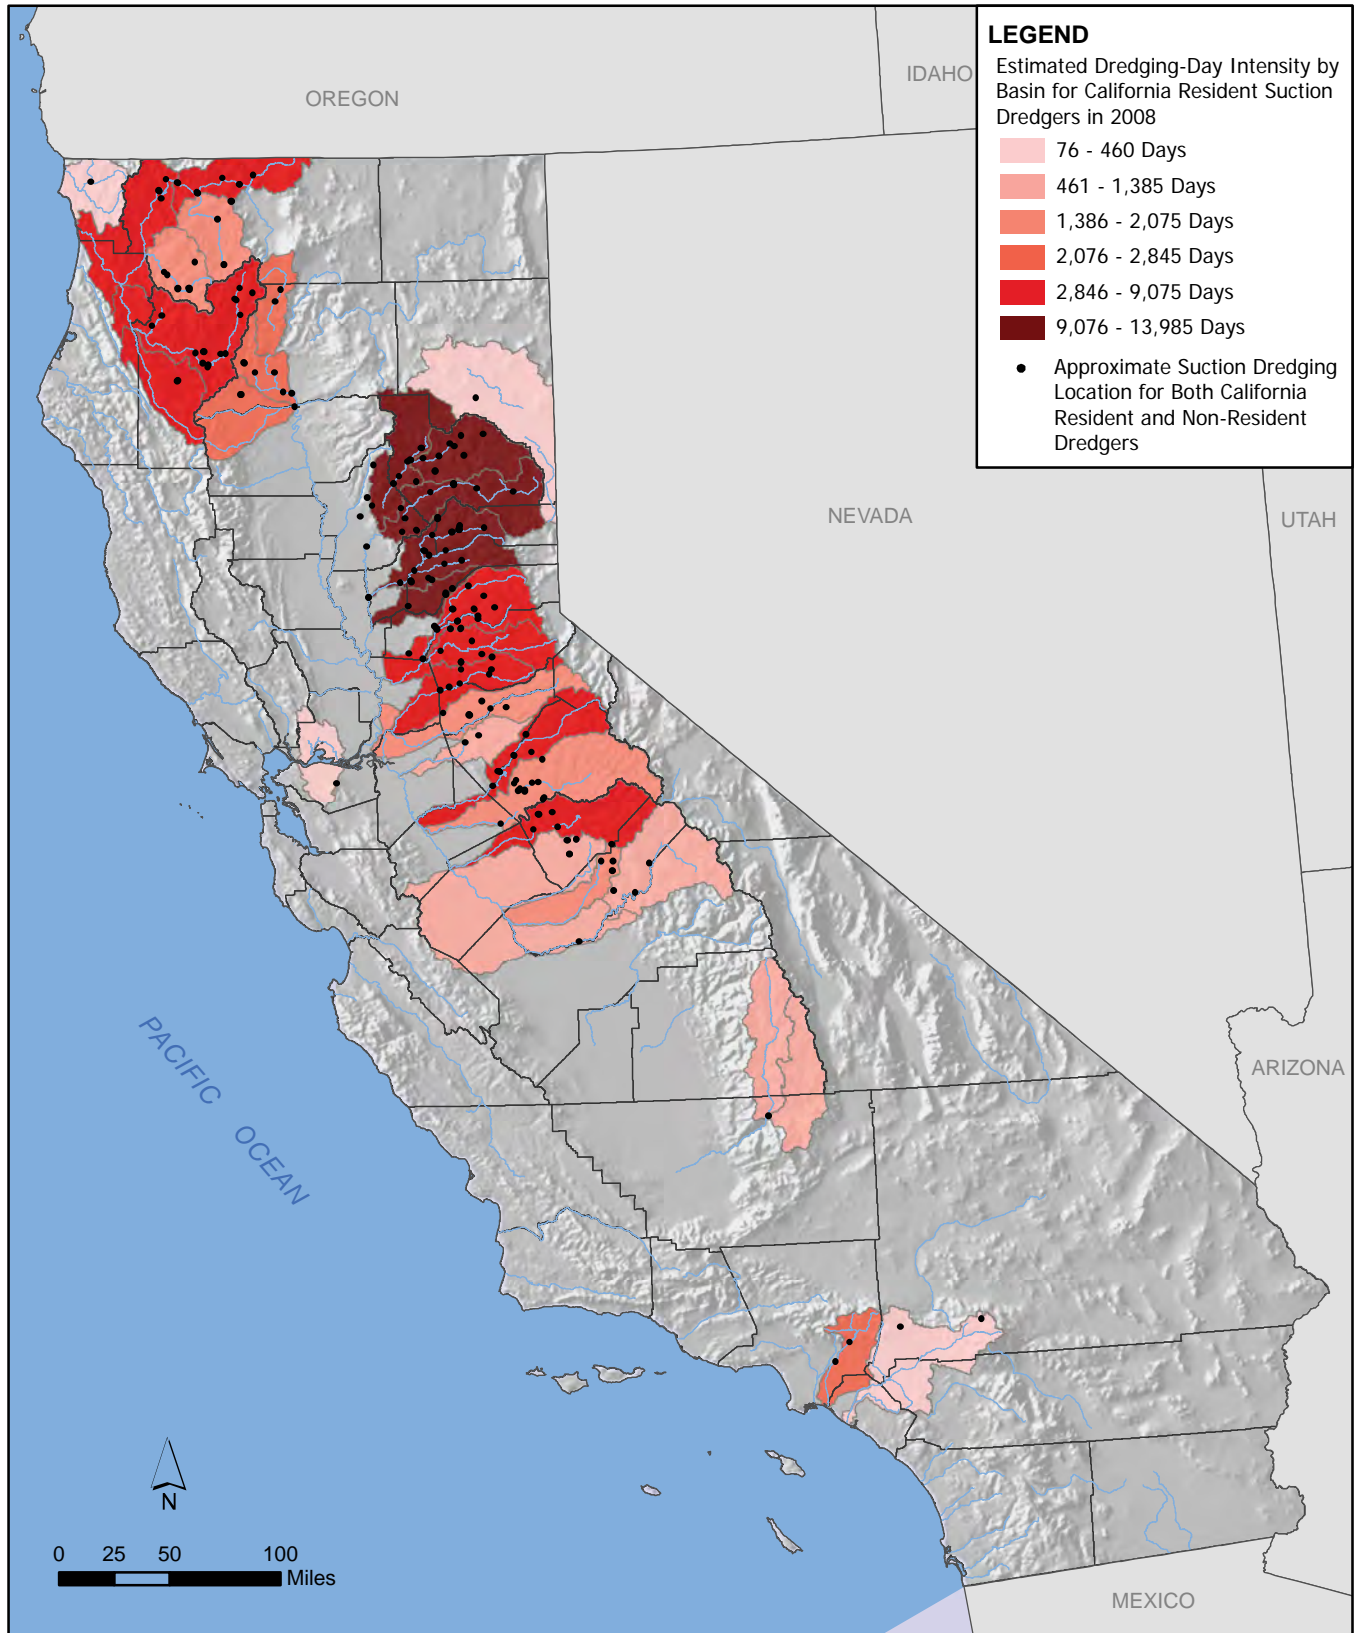 LEGEND
Estimated Dredging-Day Intensity by
Basin for California Resident Suction
Dredgers in 2008
76 - 460 Days
461 - 1,385 Days
1,386 - 2,075 Days
2,076 - 2,845 Days
2,846 - 9,075 Days
9,076 - 13,985 Days
Approximate Suction Dredging
Location for Both California
Resident and Non-Resident
Dredgers
IDAHO
OREGON
NEVADA
UTAH
ARIZONA
PACIFIC
OCEAN
N
0 25 50 100
Miles
MEXICO